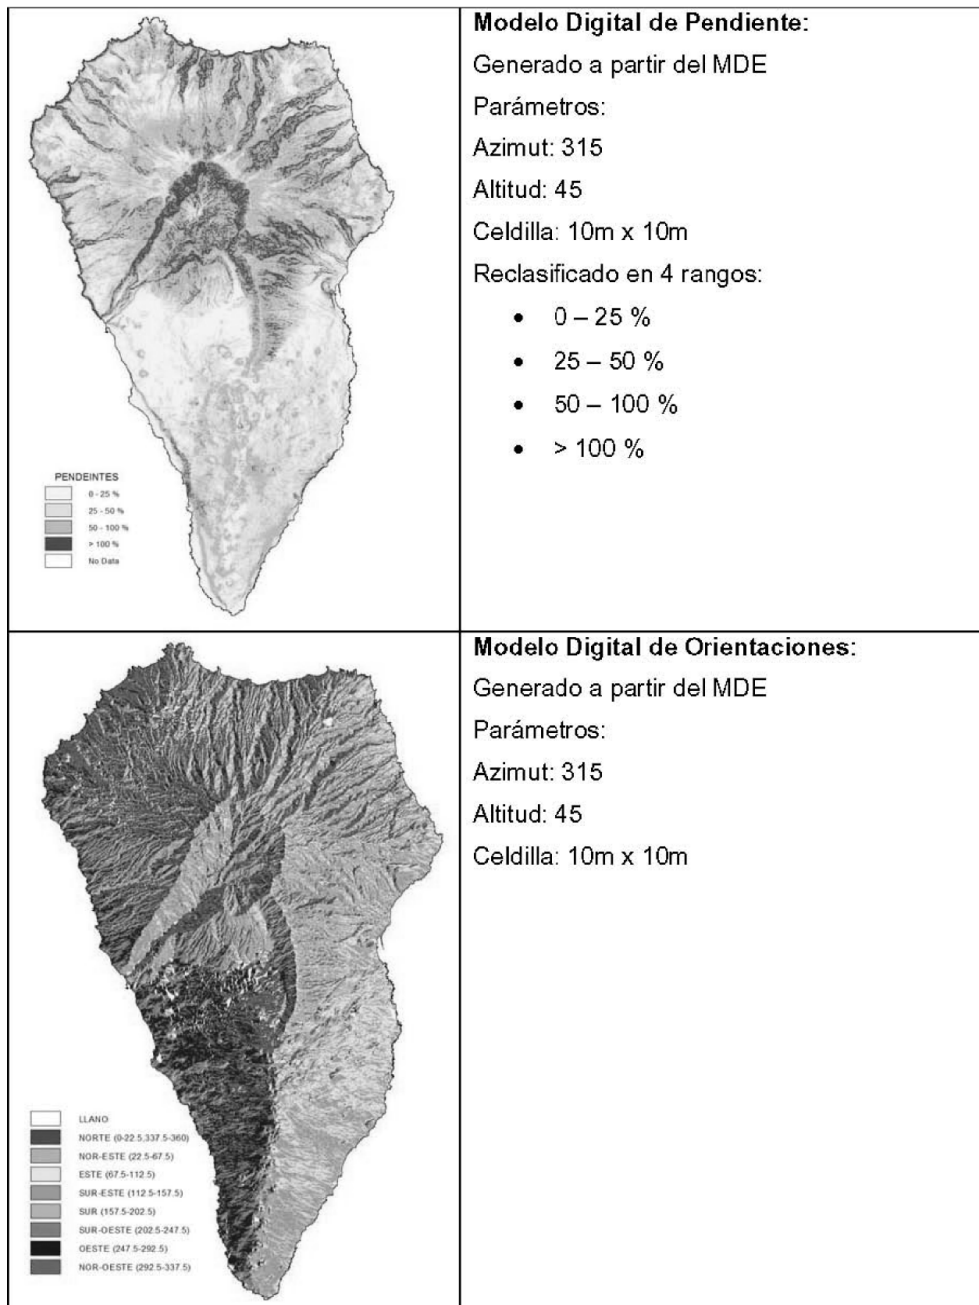 Modelo Digital de Pendiente:
Generado a partir del MDE
Parámetros:
Azimut: 315
Altitud: 45
Celdilla: 10m x 10m
Reclasificado en 4 rangos:
• 0 – 25 %
• 25 – 50 %
• 50 – 100 %
• > 100 %
PENDEINTES
0 - 25 %
25 - 50 %
50 - 100 %
> 100 %
No Data
Modelo Digital de Orientaciones:
Generado a partir del MDE
Parámetros:
Azimut: 315
Altitud: 45
Celdilla: 10m x 10m
LLANO
NORTE (0-22.5,337.5-360)
NOR-ESTE (22.5-67.5)
ESTE (67.5-112.5)
SUR-ESTE (112.5-157.5)
SUR (157.5-202.5)
SUR-OESTE (202.5-247.5)
OESTE (247.5-292.5)
NOR-OESTE (292.5-337.5)